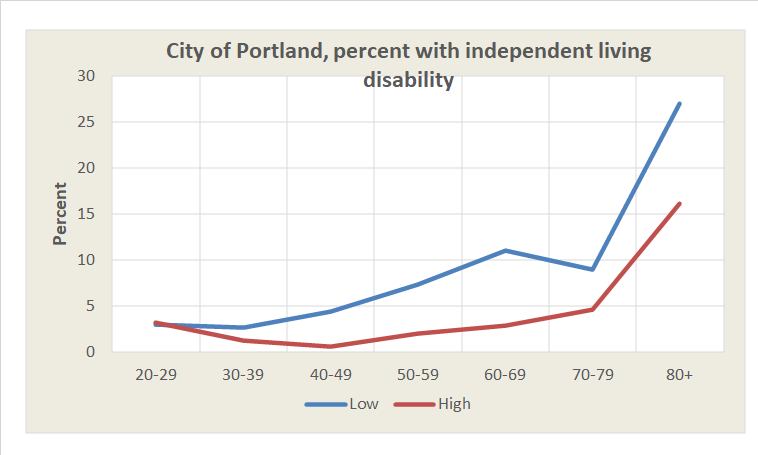 City of Portland, percent with independent living
disability
30
25
20
15
10
5
0
Percent
20-29 30-39 40-49 50-59 60-69 70-79 80+
Low High